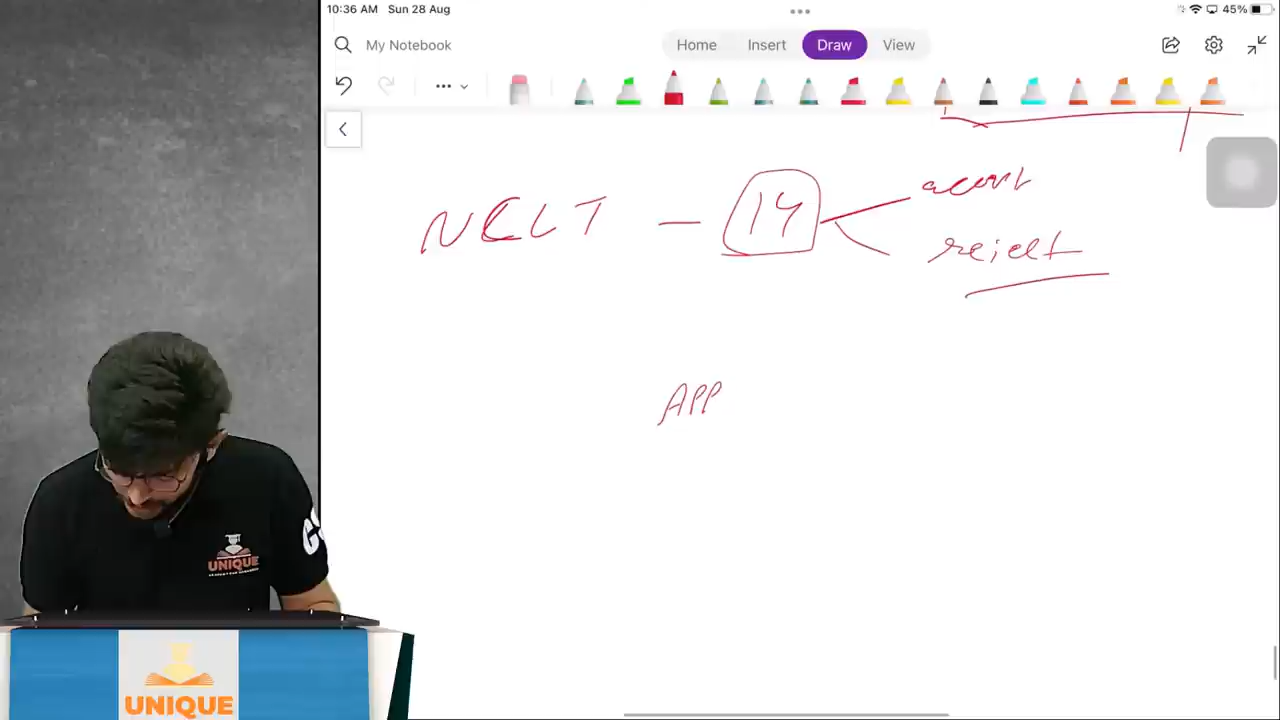 10:36 AM Sun 28 Aug
45%
My Notebook
Home Insert Draw View
NCLT - 14
accept
reject
APP
UNIQUE
UNIQUE